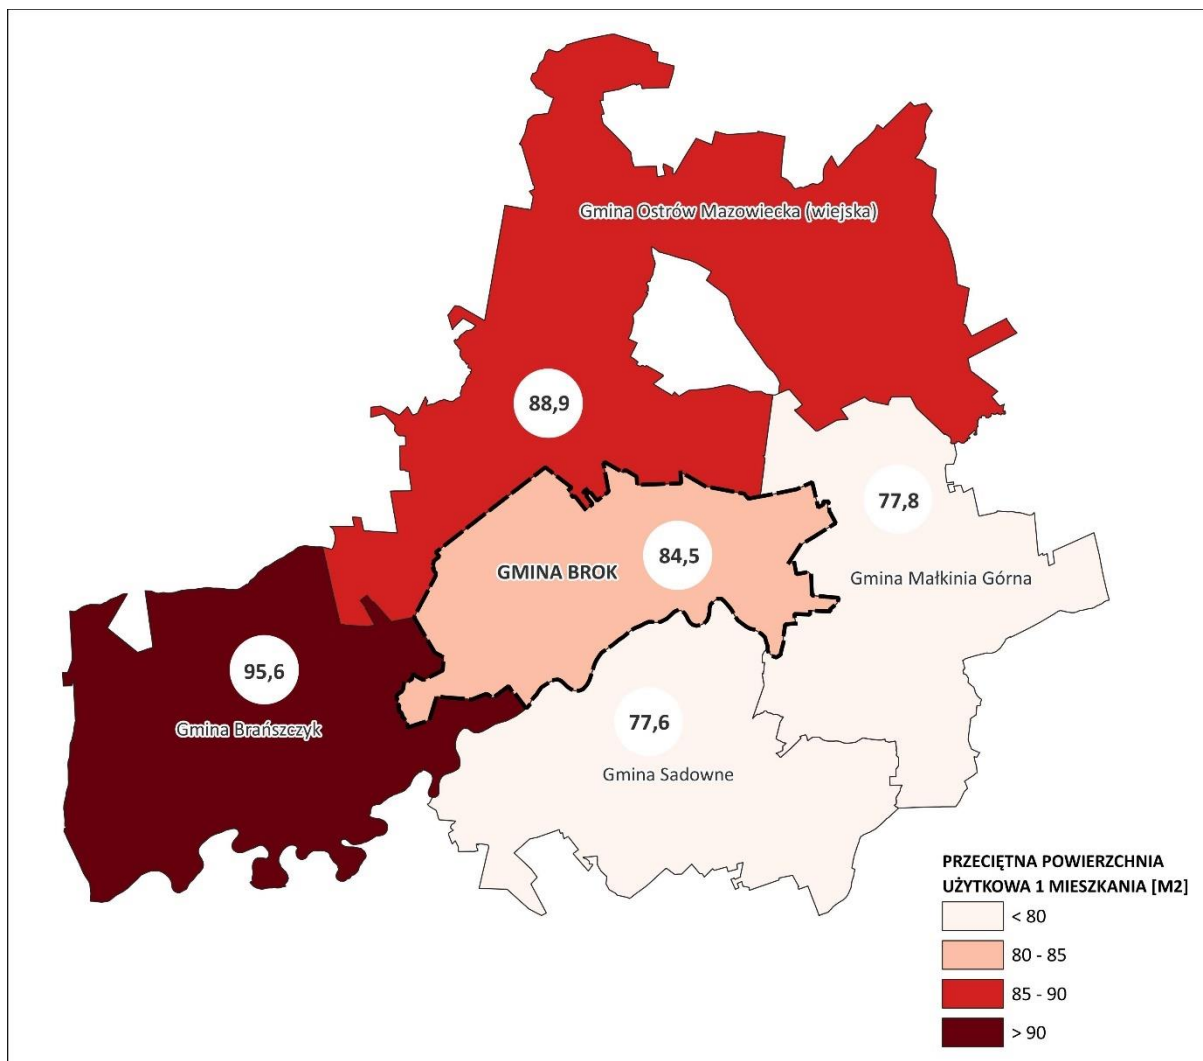 Gmina Ostrów Mazowiecka (wiejska)
88,9
77,8
84,5
GMINA BROK
Gmina Małkinia Górna
95,6
Gmina Brańszczyk
77,6
Gmina Sadowne
PRZECIĘTNA POWIERZCHNIA
UŻYTKOWA 1 MIESZKANIA [M2]
< 80
80 - 85
85 - 90
> 90